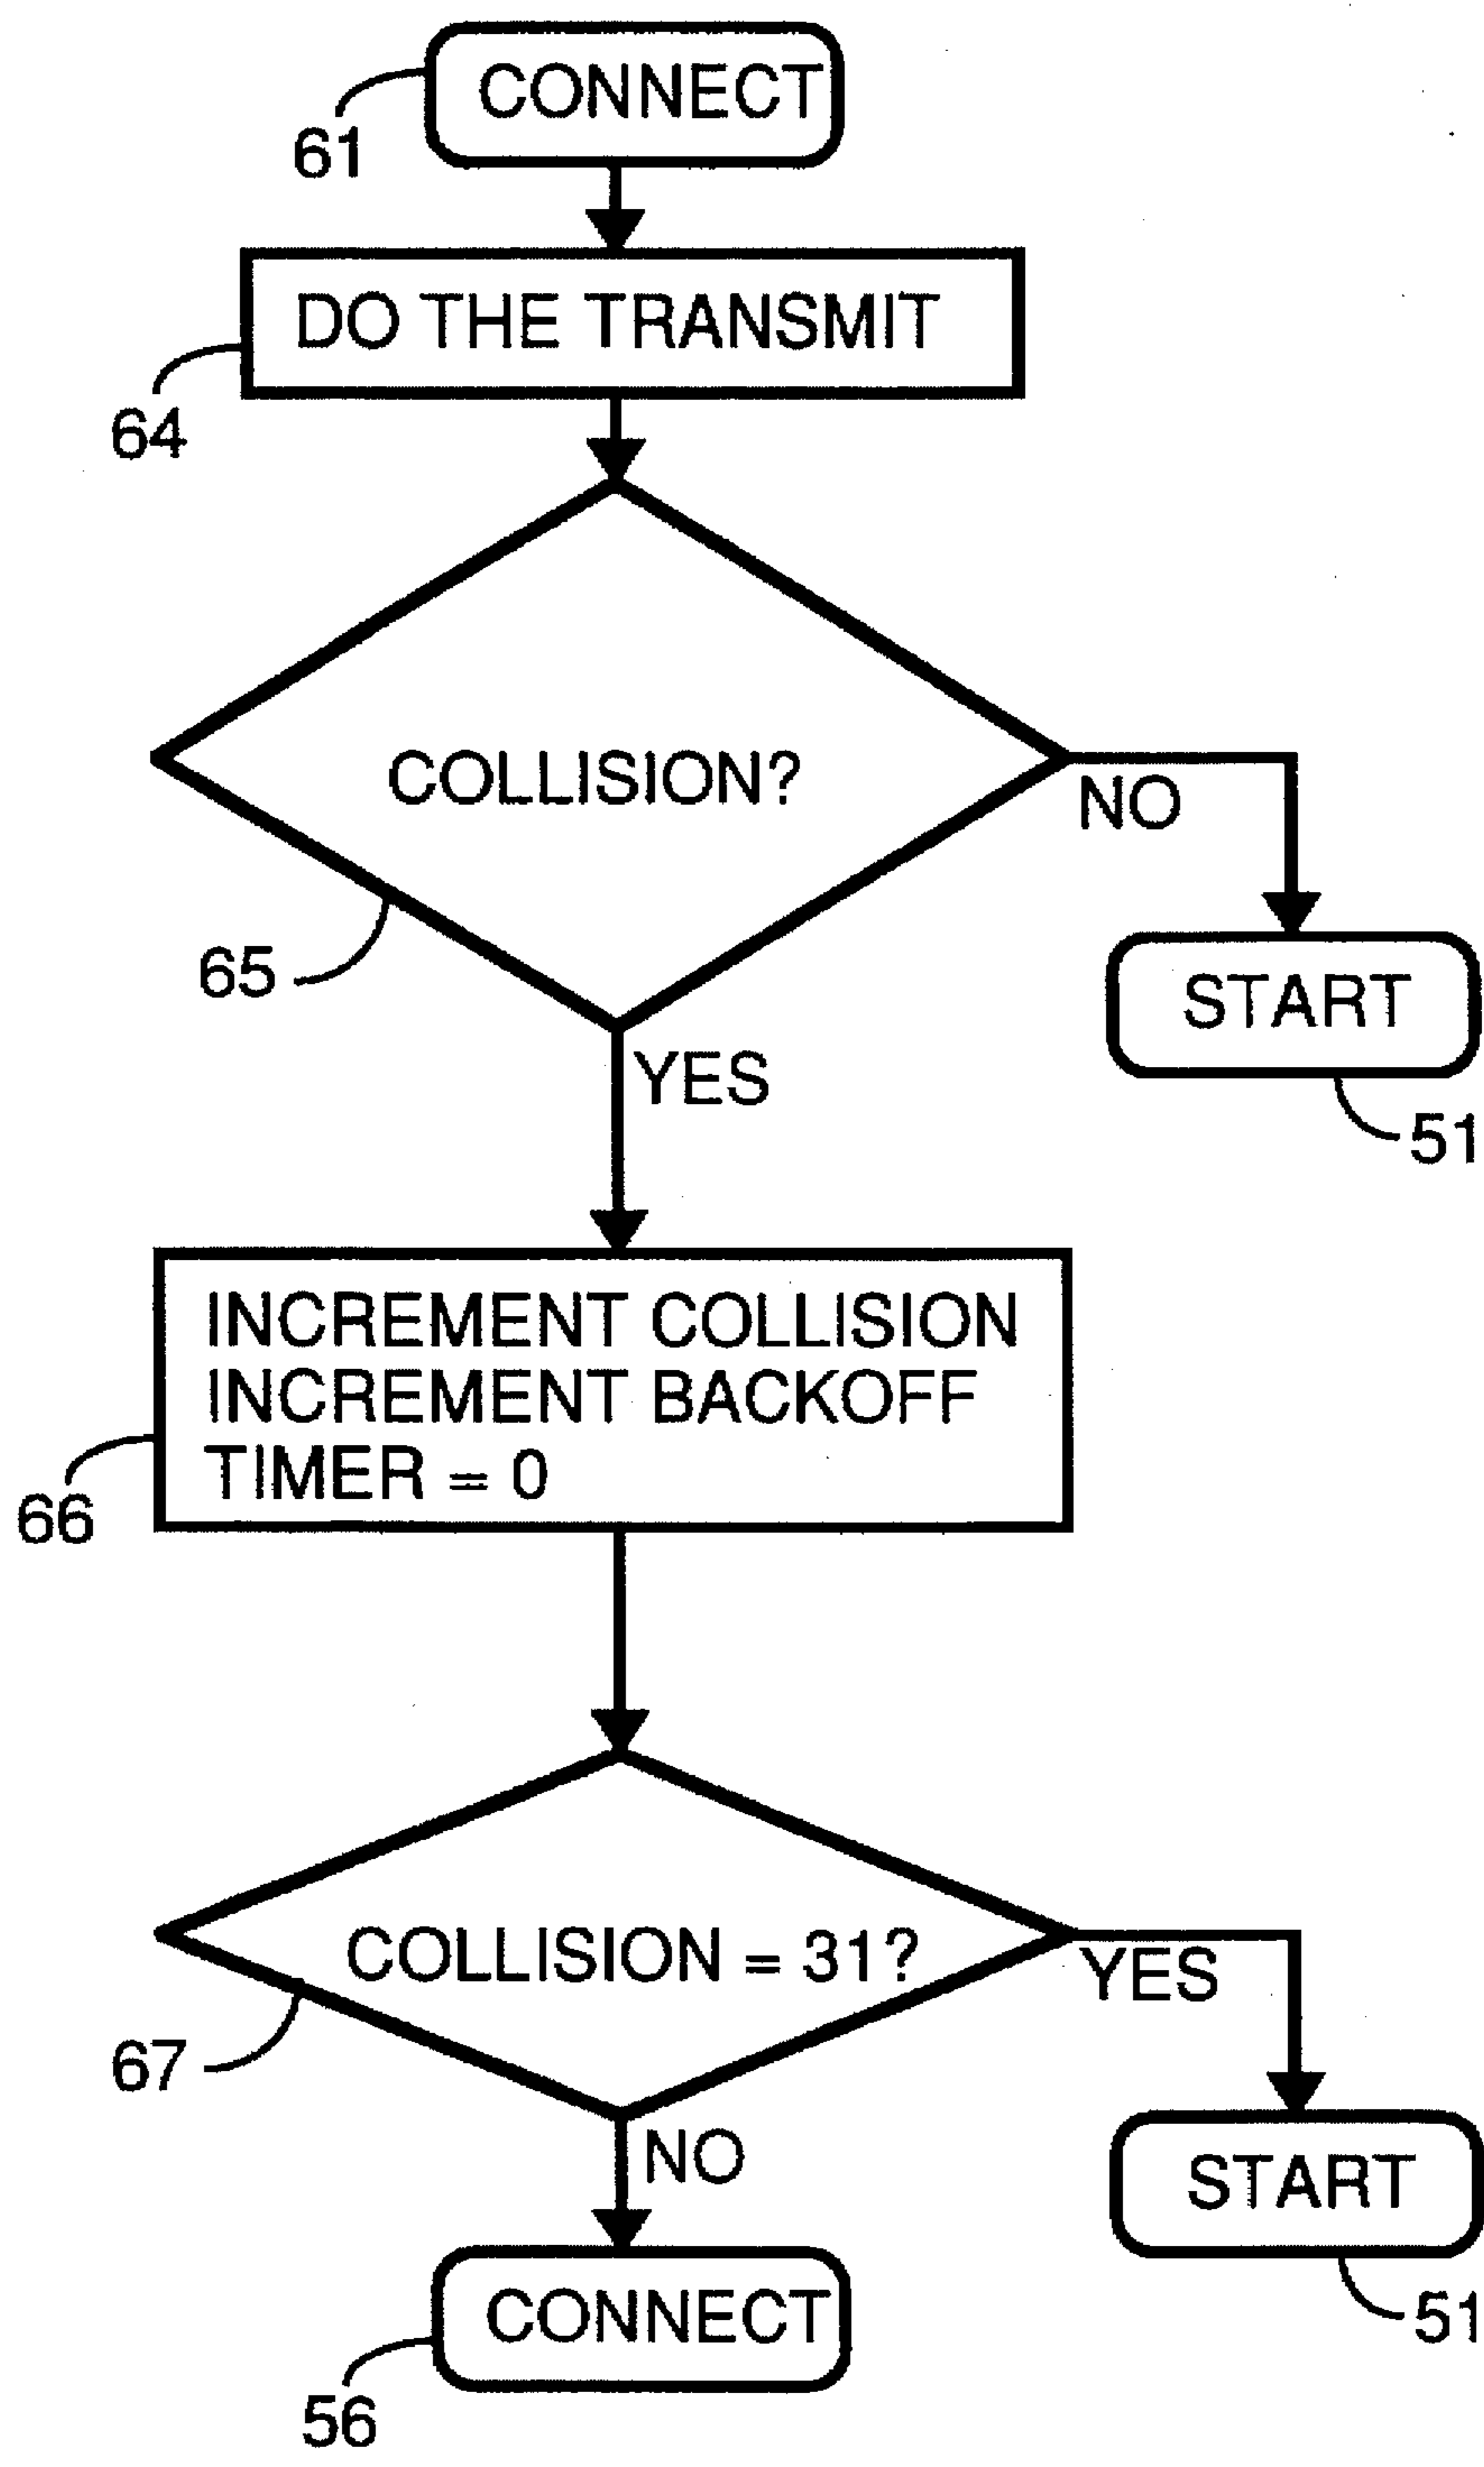 CONNECT
61
DO THE TRANSMIT
64
COLLISION?
NO
65
START
51
YES
INCREMENT COLLISION
INCREMENT BACKOFF
TIMER = 0
66
COLLISION = 31?
YES
67
NO
START
51
CONNECT
56